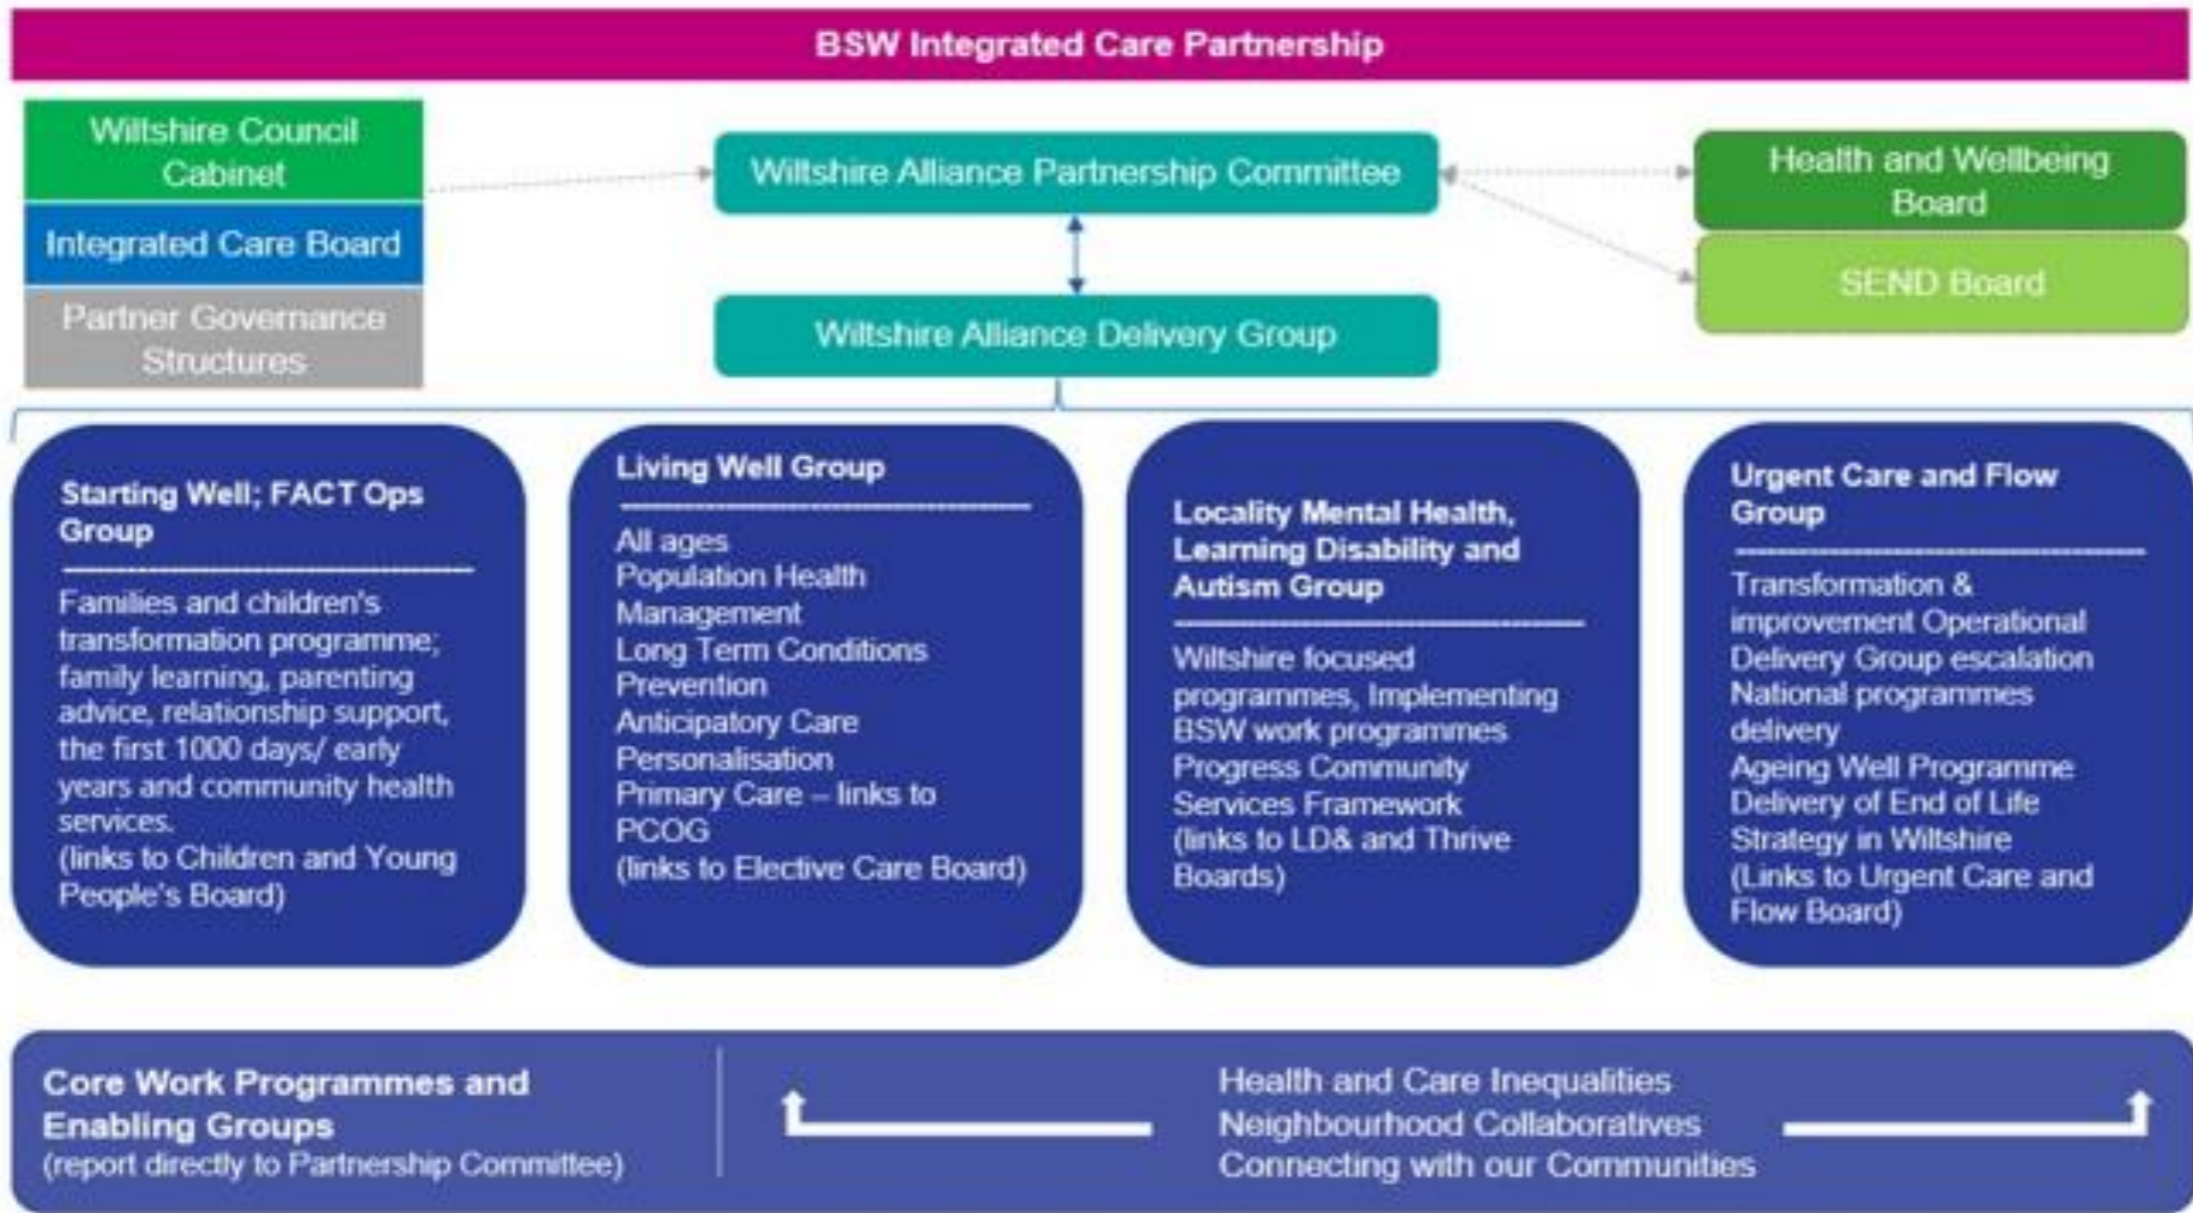 BSW Integrated Care Partnership
Wiltshire Council
Cabinet
Integrated Care Board
Partner Governance
Structures
Wiltshire Alliance Partnership Committee
Wiltshire Alliance Delivery Group
Health and Wellbeing
Board
SEND Board
Starting Well; FACT Ops
Group
Families and children's
transformation programme;
family learning, parenting
advice, relationship support,
the first 1000 days/ early
years and community health
services.
(links to Children and Young
People's Board)
Living Well Group
All ages
Population Health
Management
Long Term Conditions
Prevention
Anticipatory Care
Personalisation
Primary Care – links to
PCOG
(links to Elective Care Board)
Locality Mental Health,
Learning Disability and
Autism Group
Wiltshire focused
programmes, Implementing
BSW work programmes
Progress Community
Services Framework
(links to LD& and Thrive
Boards)
Urgent Care and Flow
Group
Transformation &
improvement Operational
Delivery Group escalation
National programmes
delivery
Ageing Well Programme
Delivery of End of Life
Strategy in Wiltshire
(Links to Urgent Care and
Flow Board)
Core Work Programmes and
Enabling Groups
(report directly to Partnership Committee)
Health and Care Inequalities
Neighbourhood Collaboratives
Connecting with our Communities